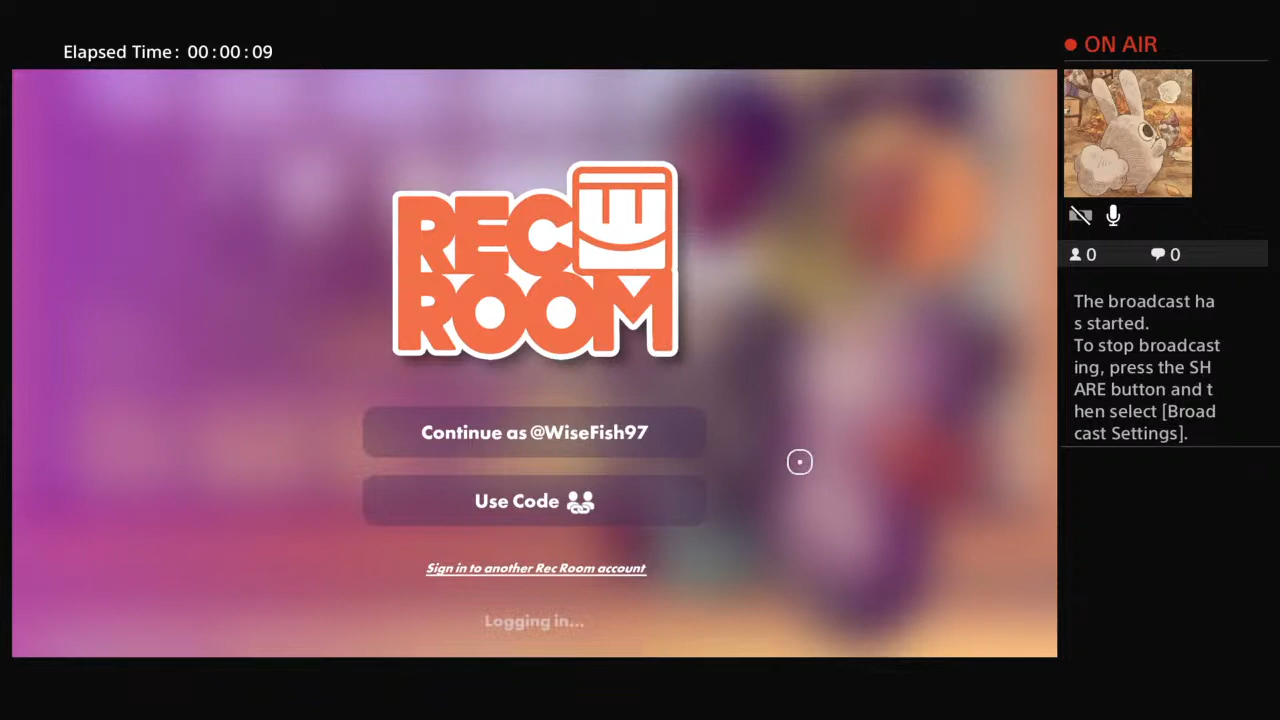 Elapsed Time: 00:00:09
ON AIR
REC
ROOM
0 0
The broadcast ha
s started.
To stop broadcast
ing, press the SH
ARE button and t
hen select [Broad
cast Settings].
Continue as @WiseFish97
Use Code
Sign in to another Rec Room account
Logging in...